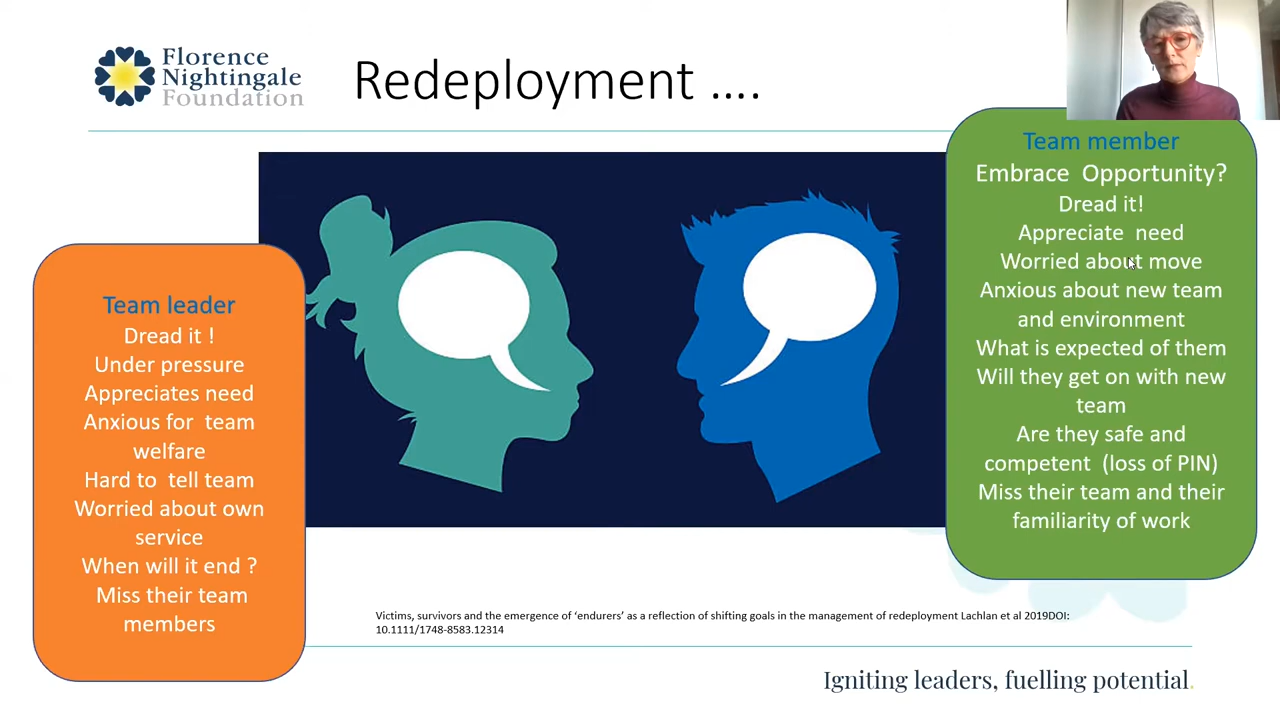 Florence
Nightingale
Foundation
Redeployment ....
Team leader
Dread it !
Under pressure
Appreciates need
Anxious for team
welfare
Hard to tell team
Worried about own
service
When will it end ?
Miss their team
members
Team member
Embrace Opportunity?
Dread it!
Appreciate need
Worried about move
Anxious about new team
and environment
What is expected of them
Will they get on with new
team
Are they safe and
competent (loss of PIN)
Miss their team and their
familiarity of work
Victims, survivors and the emergence of ‘endurers’ as a reflection of shifting goals in the management of redeployment Lachlan et al 2019DOI:
10.1111/1748-8583.12314
Igniting leaders, fuelling potential.